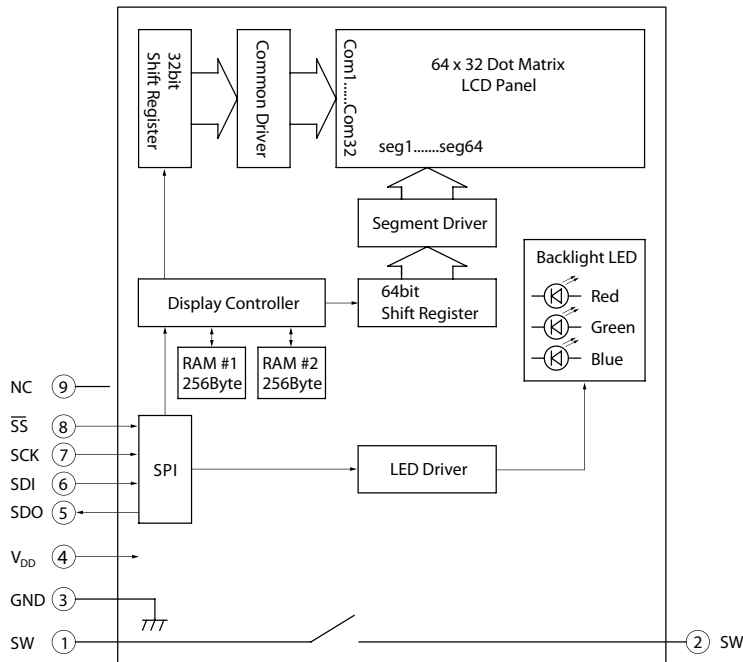 32bit
Shift Register
Common Driver
Com1.....Com32
64 x 32 Dot Matrix
LCD Panel
seg1.......seg64
Segment Driver
Backlight LED
Red
Green
Blue
Display Controller
64bit
Shift Register
RAM #1
256Byte
RAM #2
256Byte
NC 9
S̅S̅ 8
SCK 7
SDI 6
SDO 5
SPI
LED Driver
VDD 4
GND 3
SW 1
2 SW